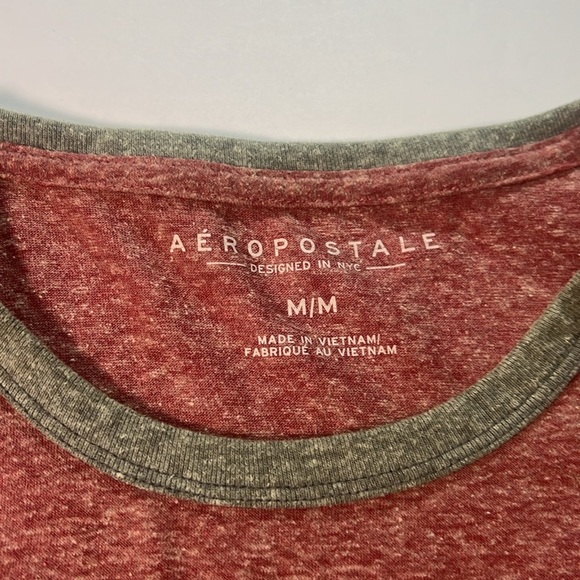 AÉROPOSTALE
DESIGNED IN NYC
M/M
MADE IN VIETNAM/
FABRIQUÉ AU VIETNAM